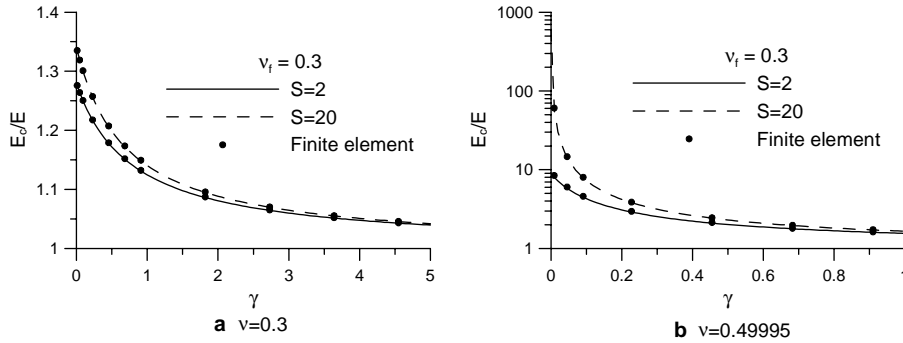 1.4
1.3
1.2
1.1
1
E_c/E
ν_f = 0.3
S=2
S=20
Finite element
0 1 2 3 4 5
γ
a ν=0.3
1000
100
10
1
E_c/E
ν_f = 0.3
S=2
S=20
Finite element
0 0.2 0.4 0.6 0.8 1
γ
b ν=0.49995